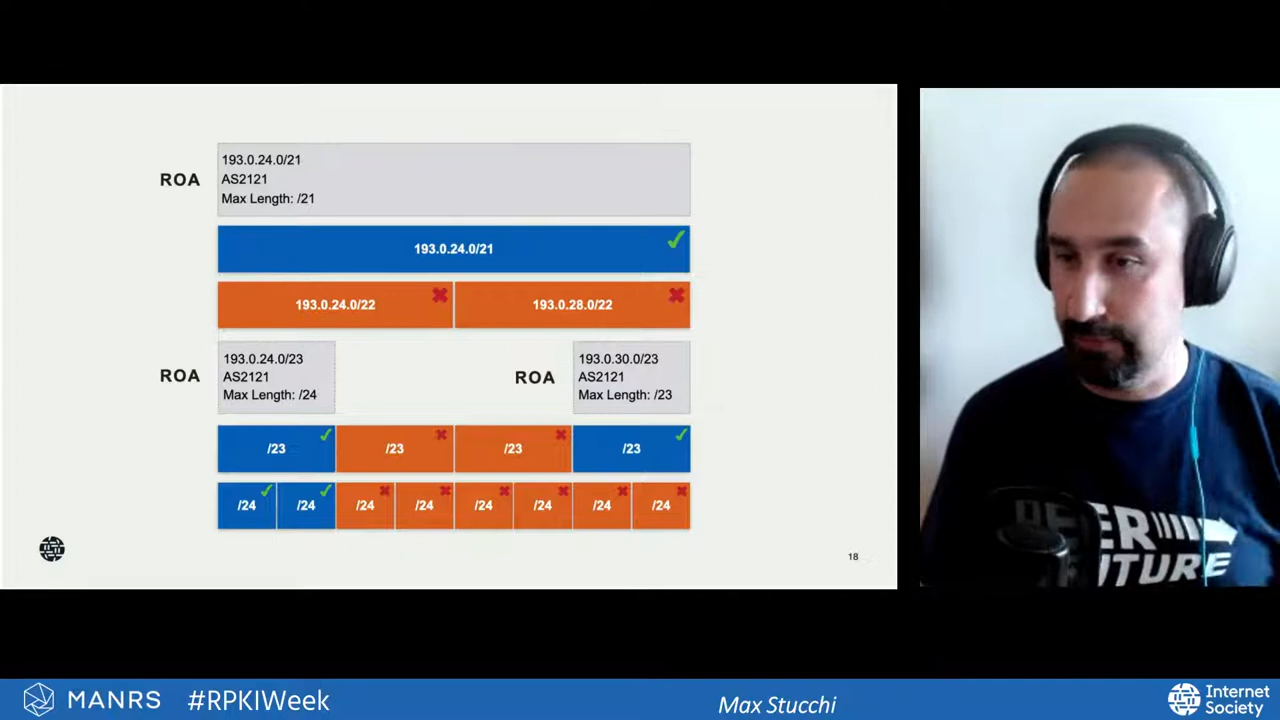 ROA
193.0.24.0/21
AS2121
Max Length: /21
193.0.24.0/21
193.0.24.0/22 193.0.28.0/22
ROA
193.0.24.0/23
AS2121
Max Length: /24
ROA
193.0.30.0/23
AS2121
Max Length: /23
/23 /23 /23 /23
/24 /24 /24 /24 /24 /24 /24 /24
18
MANRS #RPKIWeek
Max Stucchi
Internet
Society